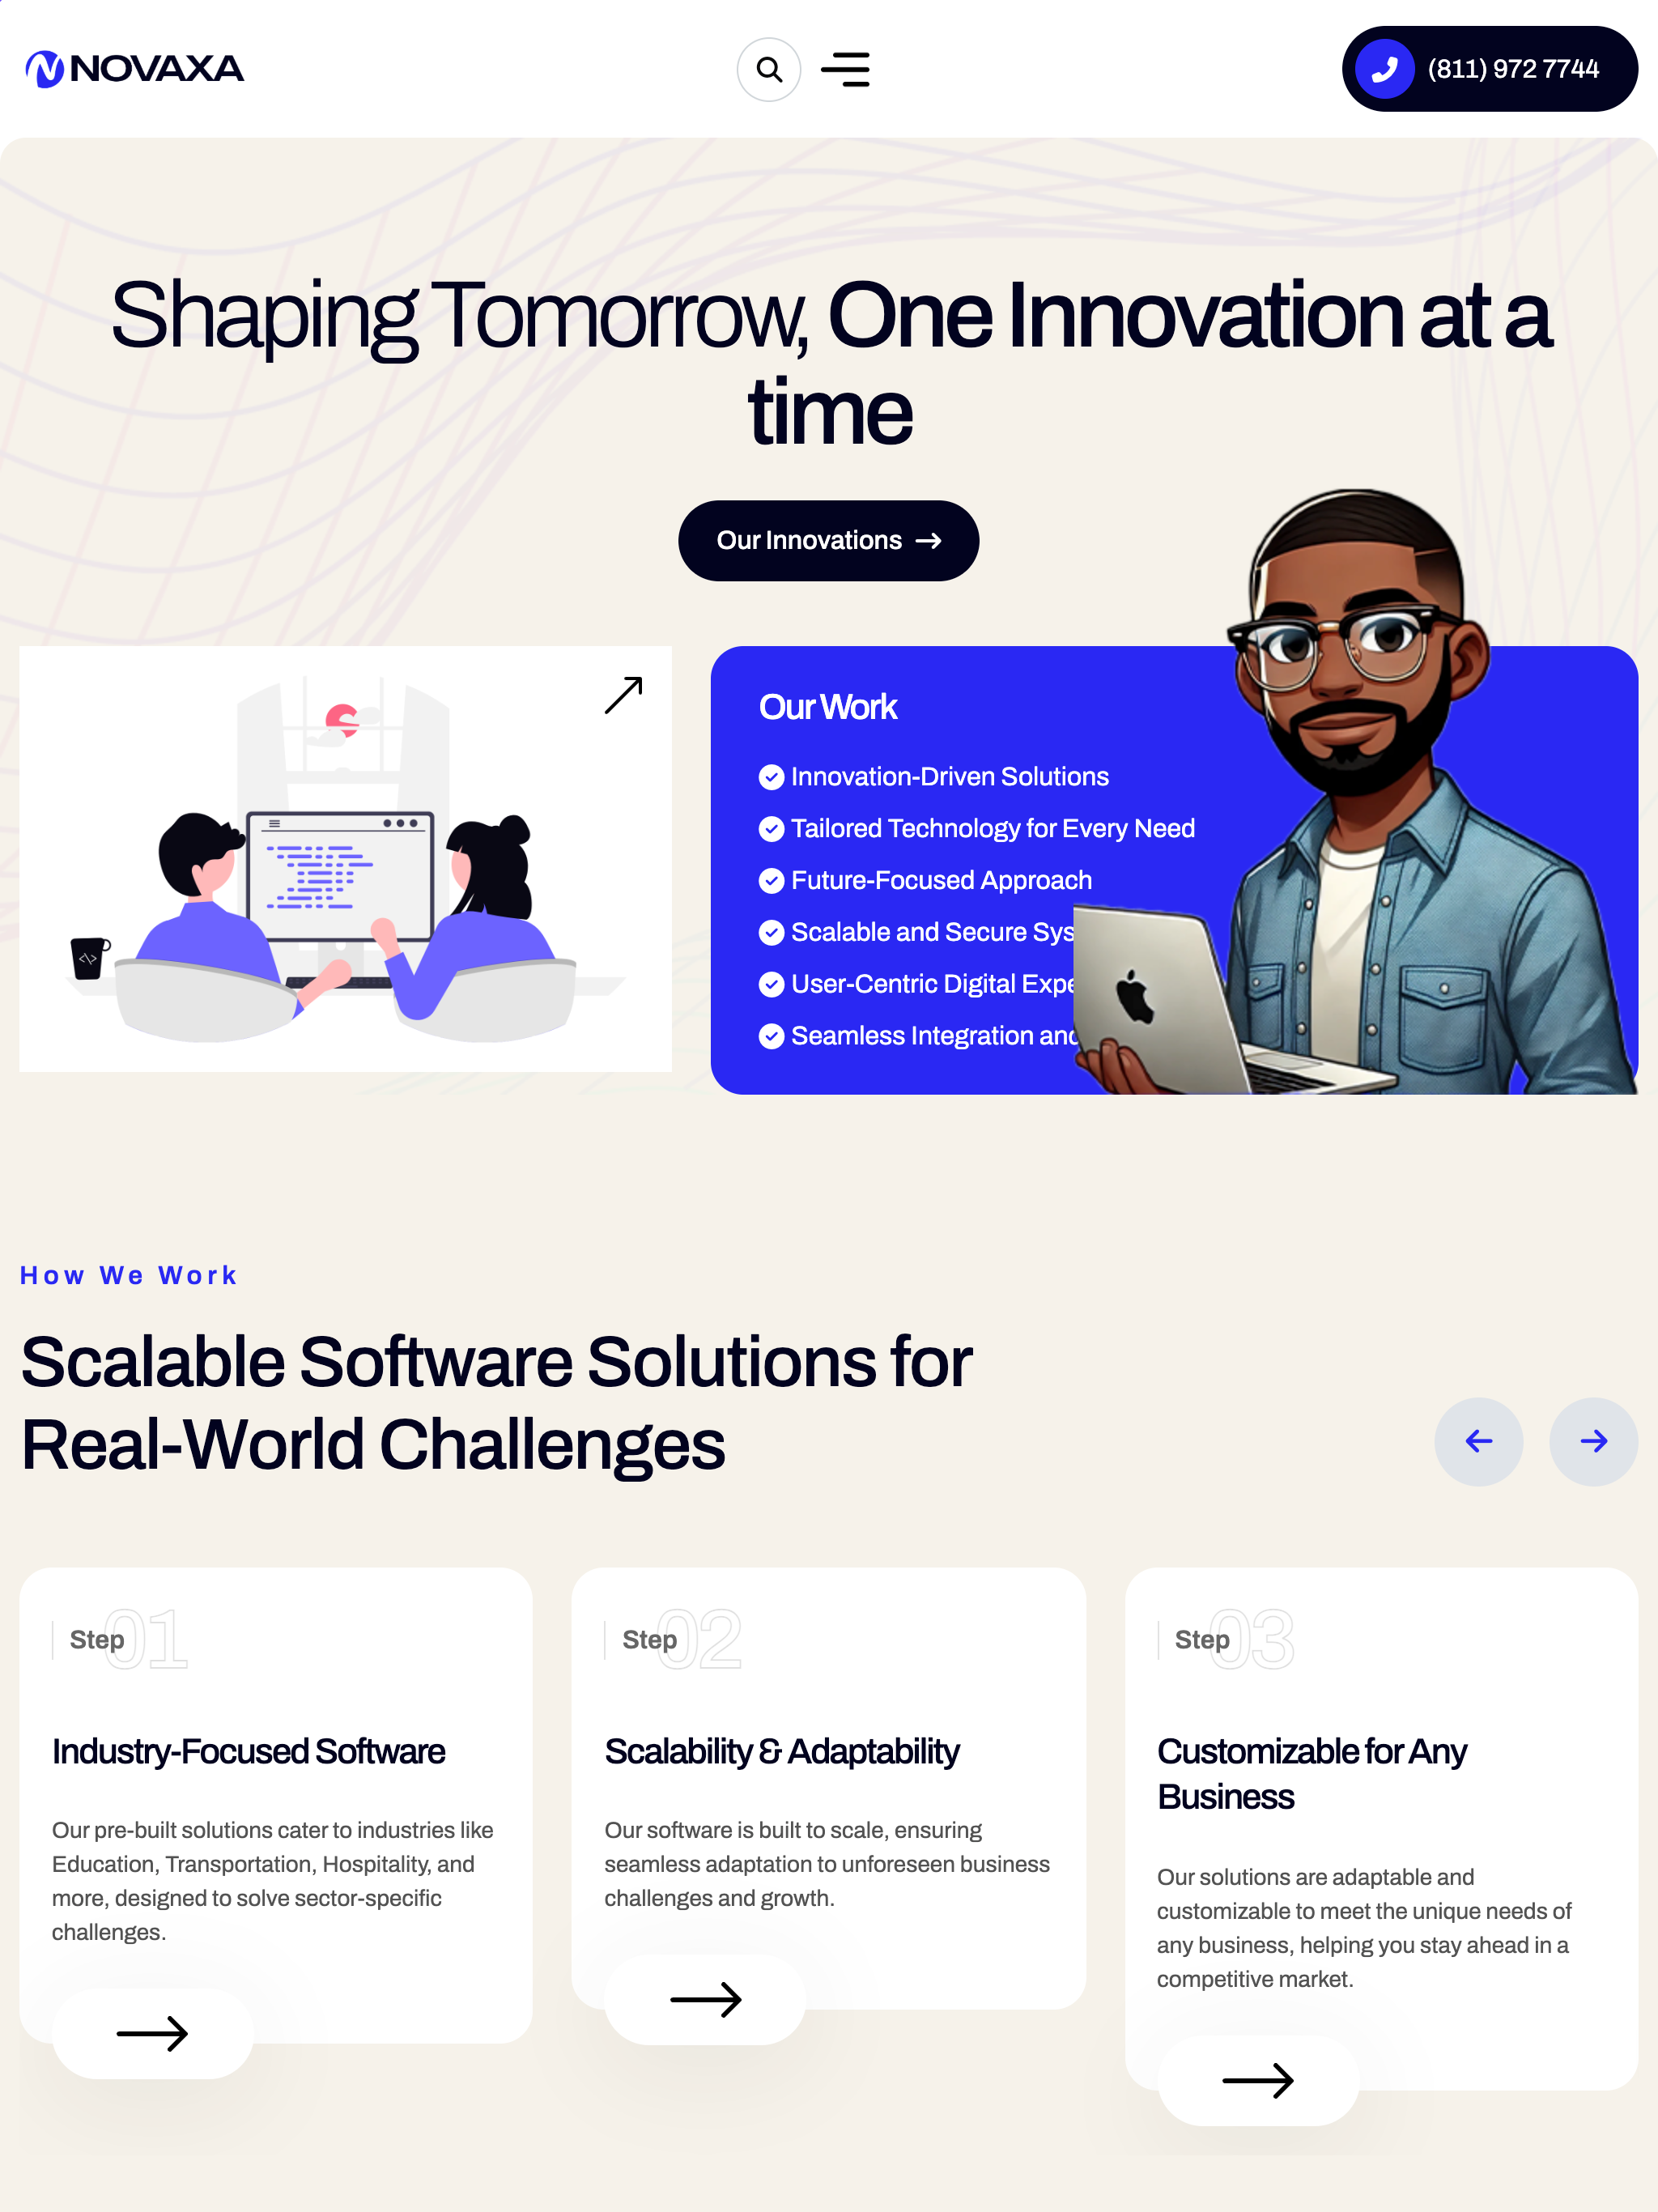 NOVAXA
(811) 972 7744
Shaping Tomorrow, One Innovation at a
time
Our Innovations
Our Work
Innovation-Driven Solutions
Tailored Technology for Every Need
Future-Focused Approach
Scalable and Secure Sys
User-Centric Digital Expe
Seamless Integration and
</\>
How We Work
Scalable Software Solutions for
Real-World Challenges
Step 01
Industry-Focused Software
Our pre-built solutions cater to industries like
Education, Transportation, Hospitality, and
more, designed to solve sector-specific
challenges.
Step 02
Scalability & Adaptability
Our software is built to scale, ensuring
seamless adaptation to unforeseen business
challenges and growth.
Step 03
Customizable for Any
Business
Our solutions are adaptable and
customizable to meet the unique needs of
any business, helping you stay ahead in a
competitive market.